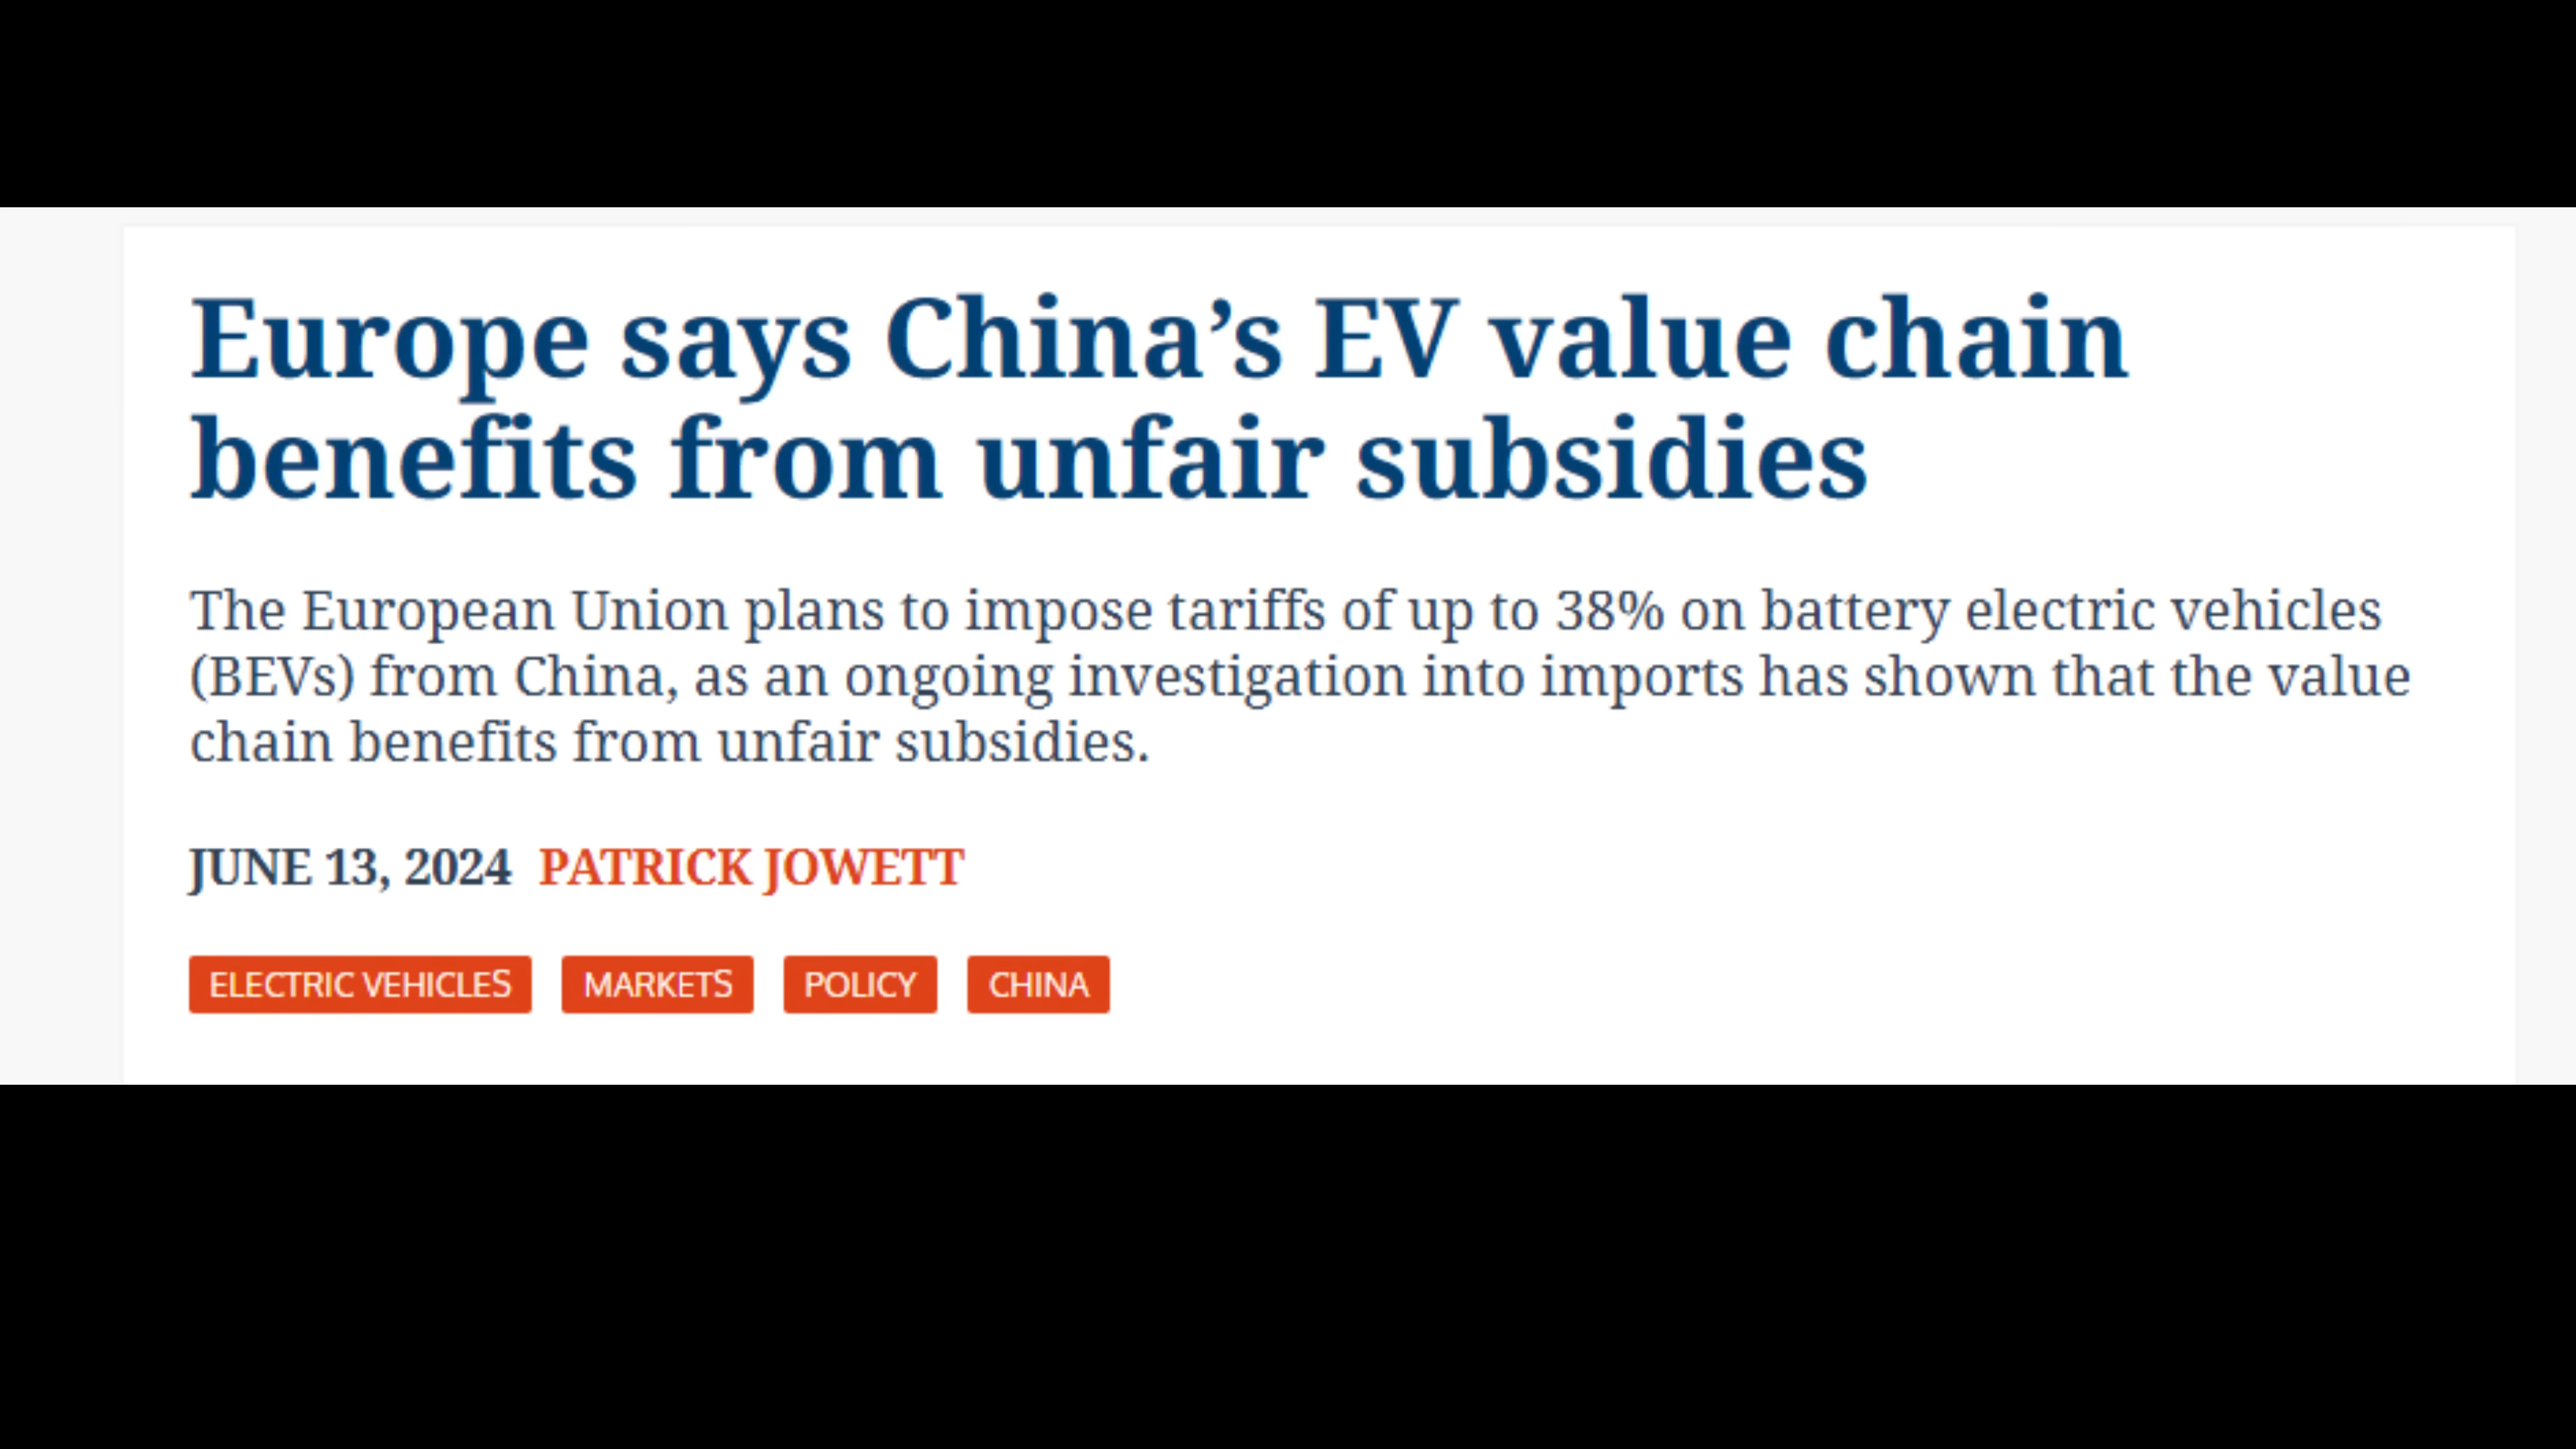 Europe says China’s EV value chain
benefits from unfair subsidies
The European Union plans to impose tariffs of up to 38% on battery electric vehicles
(BEVs) from China, as an ongoing investigation into imports has shown that the value
chain benefits from unfair subsidies.
JUNE 13, 2024 PATRICK JOWETT
ELECTRIC VEHICLES MARKETS POLICY CHINA